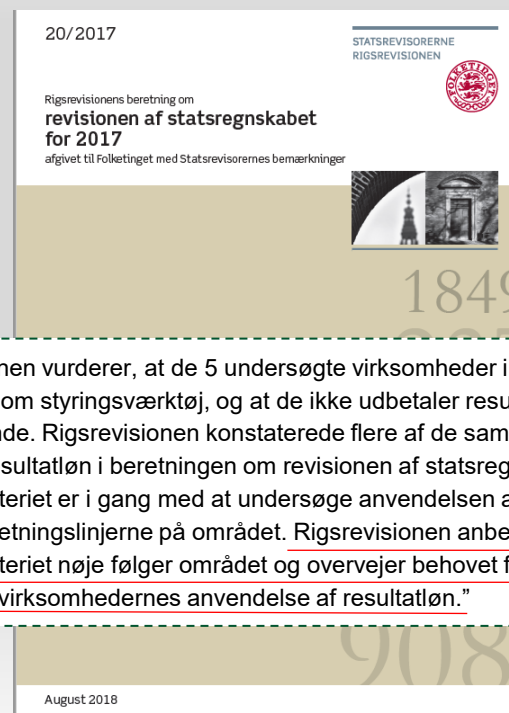 20/2017
STATSREVISORERNE
RIGSREVISIONEN
FOLKETINGET
Rigsrevisionens beretning om
revisionen af statsregnskabet
for 2017
afgivet til Folketinget med Statsrevisorernes bemærkninger
1849
nen vurderer, at de 5 undersøgte virksomheder i
om styringsværktøj, og at de ikke udbetaler resu
nde. Rigsrevisionen konstaterede flere af de sam
esultatløn i beretningen om revisionen af statsreg
teriet er i gang med at undersøge anvendelsen a
etningslinjerne på området. Rigsrevisionen anbe
teriet nøje følger området og overvejer behovet f
virksomhedernes anvendelse af resultatløn.”
908
August 2018